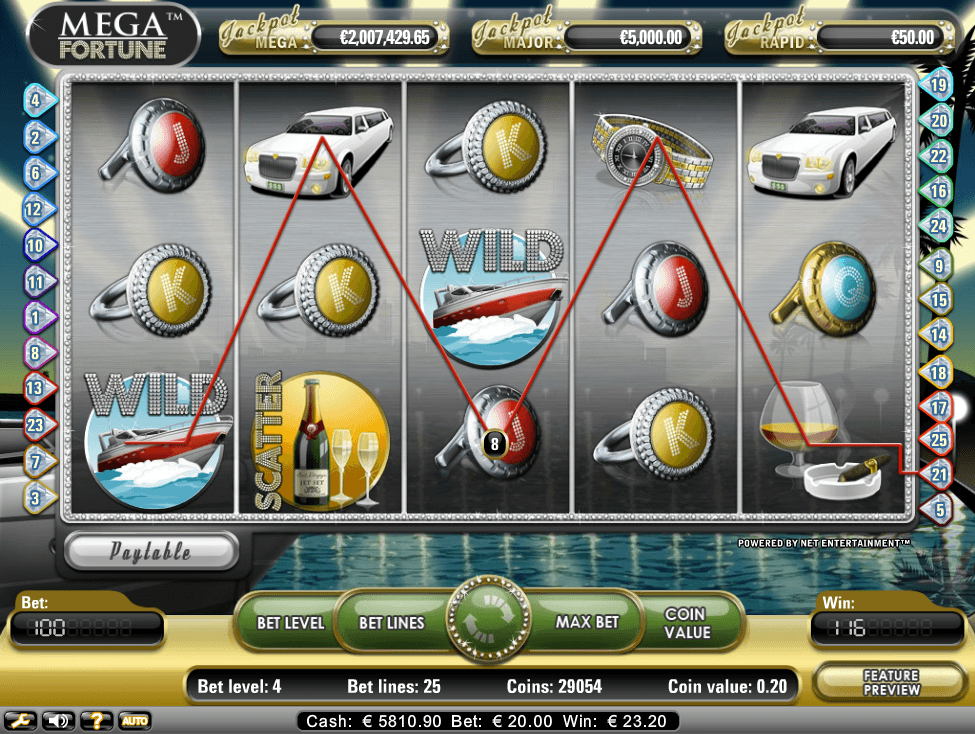 MEGA™
FORTUNE
Jackpot
MEGA
€2,007,429.65
Jackpot
MAJOR
€5,000.00
Jackpot
RAPID
€50.00
4
2
6
12
10
11
1
8
13
23
7
3
19
20
22
16
24
9
15
14
18
17
25
21
5
J
K
K
K
WILD
J
Q
WILD
SCATTER
JET SET
J
8
K
Paytable
POWERED BY NET ENTERTAINMENT™
Bet:
100
BET LEVEL
BET LINES
MAX BET
COIN
VALUE
Win:
116
Bet level: 4
Bet lines: 25
Coins: 29054
Coin value: 0.20
FEATURE
PREVIEW
?
AUTO
Cash: € 5810.90 Bet: € 20.00 Win: € 23.20